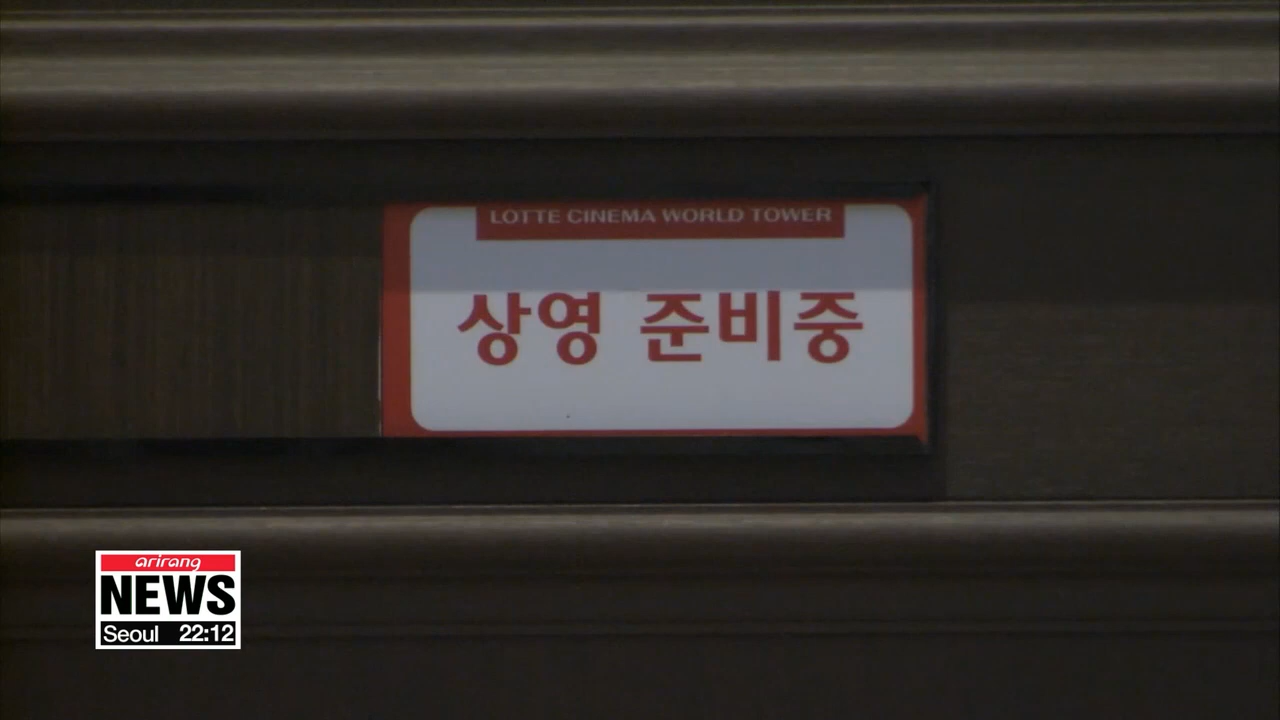 LOTTE CINEMA WORLD TOWER
상영 준비중
arirang
NEWS
Seoul 22:12